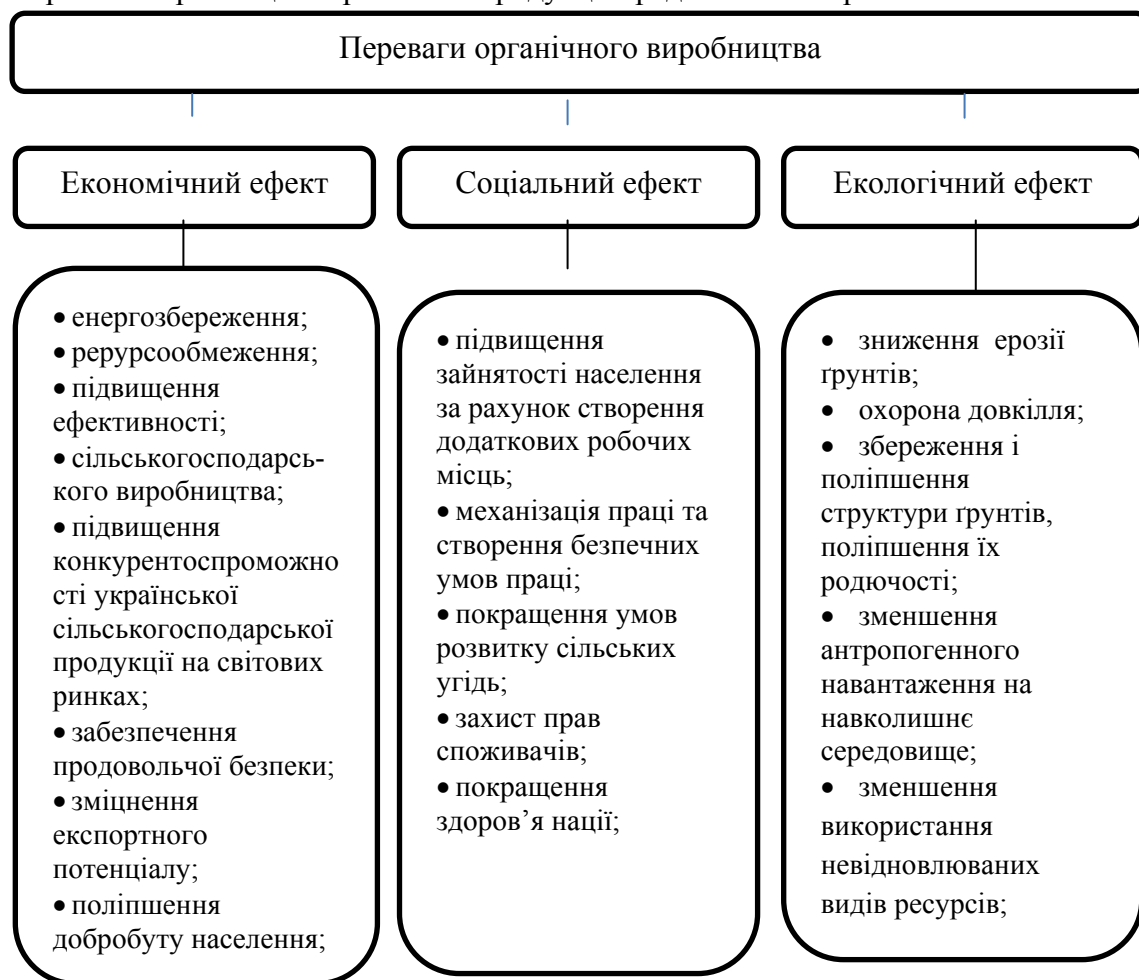 Переваги органічного виробництва
Економічний ефект
Соціальний ефект
Екологічний ефект
• енергозбереження;
• рерурсообмеження;
• підвищення
ефективності;
• сільськогосподарсь-
кого виробництва;
• підвищення
конкурентоспроможно
сті української
сільськогосподарської
продукції на світових
ринках;
• забезпечення
продовольчої безпеки;
• зміцнення
експортного
потенціалу;
• поліпшення
добробуту населення;
• підвищення
зайнятості населення
за рахунок створення
додаткових робочих
місць;
• механізація праці та
створення безпечних
умов праці;
• покращення умов
розвитку сільських
угідь;
• захист прав
споживачів;
• покращення
здоров’я нації;
• зниження ерозії
ґрунтів;
• охорона довкілля;
• збереження і
поліпшення
структури ґрунтів,
поліпшення їх
родючості;
• зменшення
антропогенного
навантаження на
навколишнє
середовище;
• зменшення
використання
невідновлюваних
видів ресурсів;